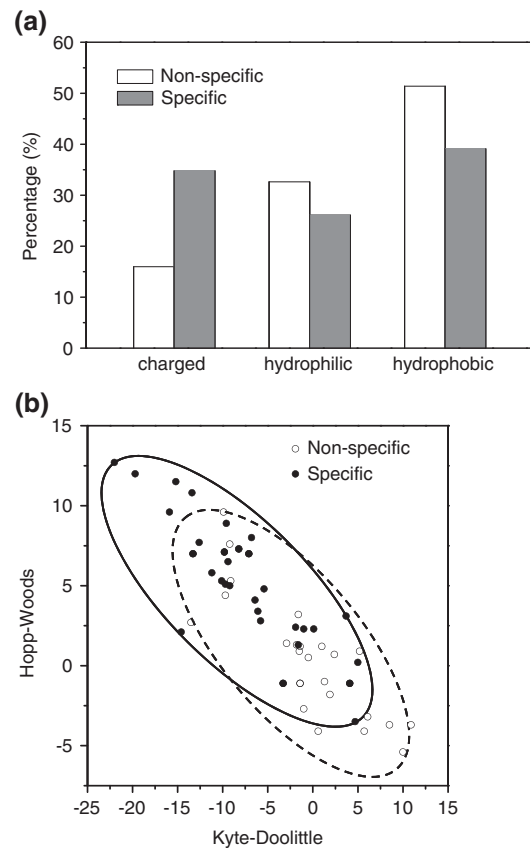 (a)
60
50
40
30
20
10
0
Percentage (%)
Non-specific
Specific
charged hydrophilic hydrophobic
(b)
15
10
5
0
-5
Hopp-Woods
Non-specific
Specific
-25 -20 -15 -10 -5 0 5 10 15
Kyte-Doolittle